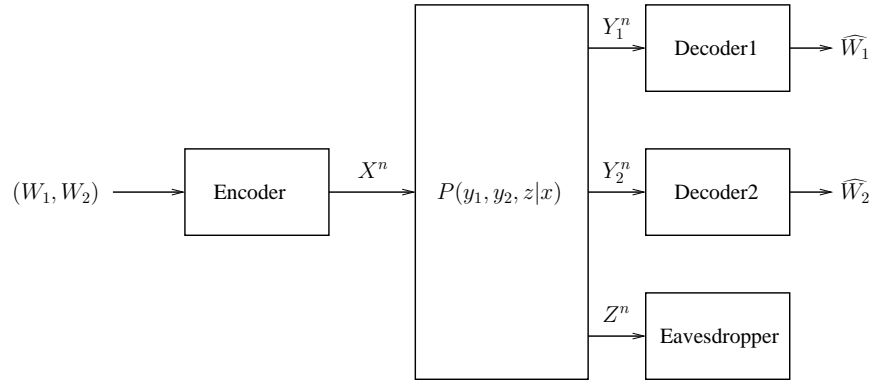 (W₁, W₂)
Encoder
Xⁿ
P(y₁, y₂, z|x)
Y₁ⁿ
Decoder1
Ŵ₁
Y₂ⁿ
Decoder2
Ŵ₂
Zⁿ
Eavesdropper